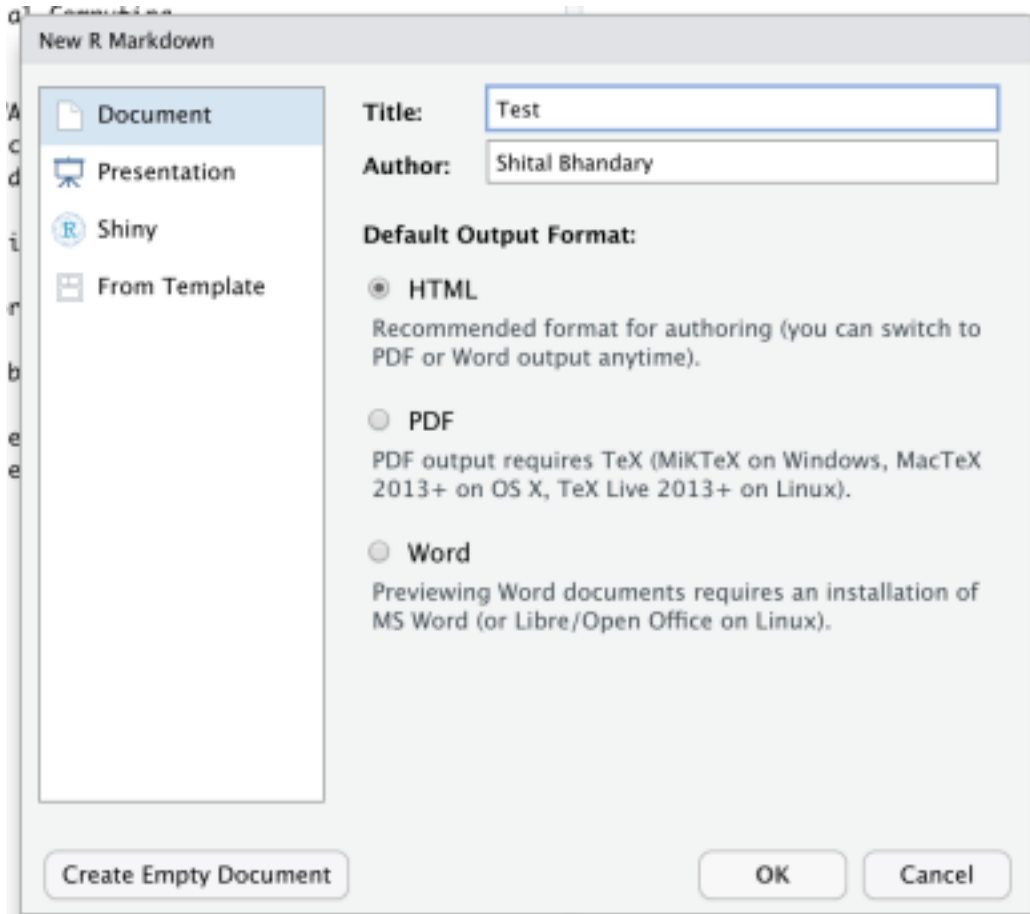 New R Markdown
Document
Presentation
Shiny
From Template
Title: Test
Author: Shital Bhandary
Default Output Format:
HTML
Recommended format for authoring (you can switch to
PDF or Word output anytime).
PDF
PDF output requires TeX (MiKTeX on Windows, MacTeX
2013+ on OS X, TeX Live 2013+ on Linux).
Word
Previewing Word documents requires an installation of
MS Word (or Libre/Open Office on Linux).
Create Empty Document OK Cancel